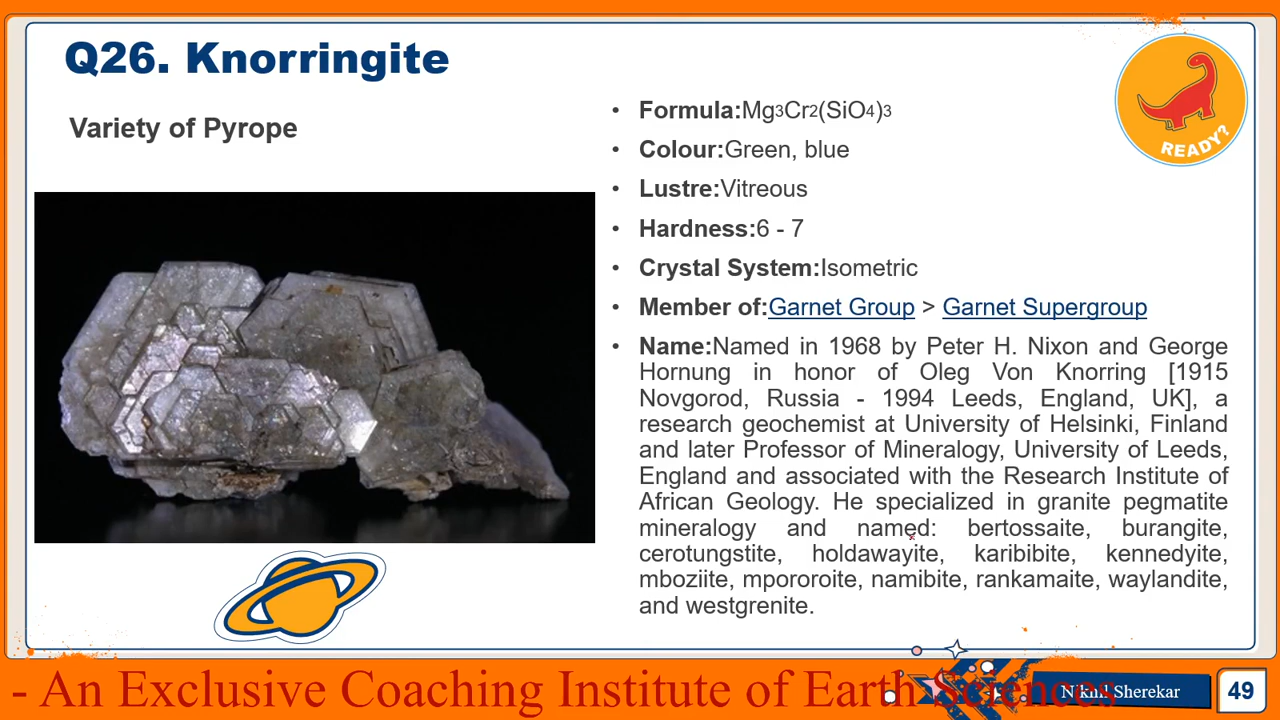 Q26. Knorringite
READY?
Variety of Pyrope
• Formula:Mg3Cr2(SiO4)3
• Colour:Green, blue
• Lustre:Vitreous
• Hardness:6 - 7
• Crystal System:Isometric
• Member of:Garnet Group > Garnet Supergroup
• Name:Named in 1968 by Peter H. Nixon and George
Hornung in honor of Oleg Von Knorring [1915
Novgorod, Russia - 1994 Leeds, England, UK], a
research geochemist at University of Helsinki, Finland
and later Professor of Mineralogy, University of Leeds,
England and associated with the Research Institute of
African Geology. He specialized in granite pegmatite
mineralogy and named: bertossaite, burangite,
cerotungstite, holdawayite, karibibite, kennedyite,
mboziite, mpororoite, namibite, rankamaite, waylandite,
and westgrenite.
- An Exclusive Coaching Institute of Earth Sciences
Nikhil Sherekar
49